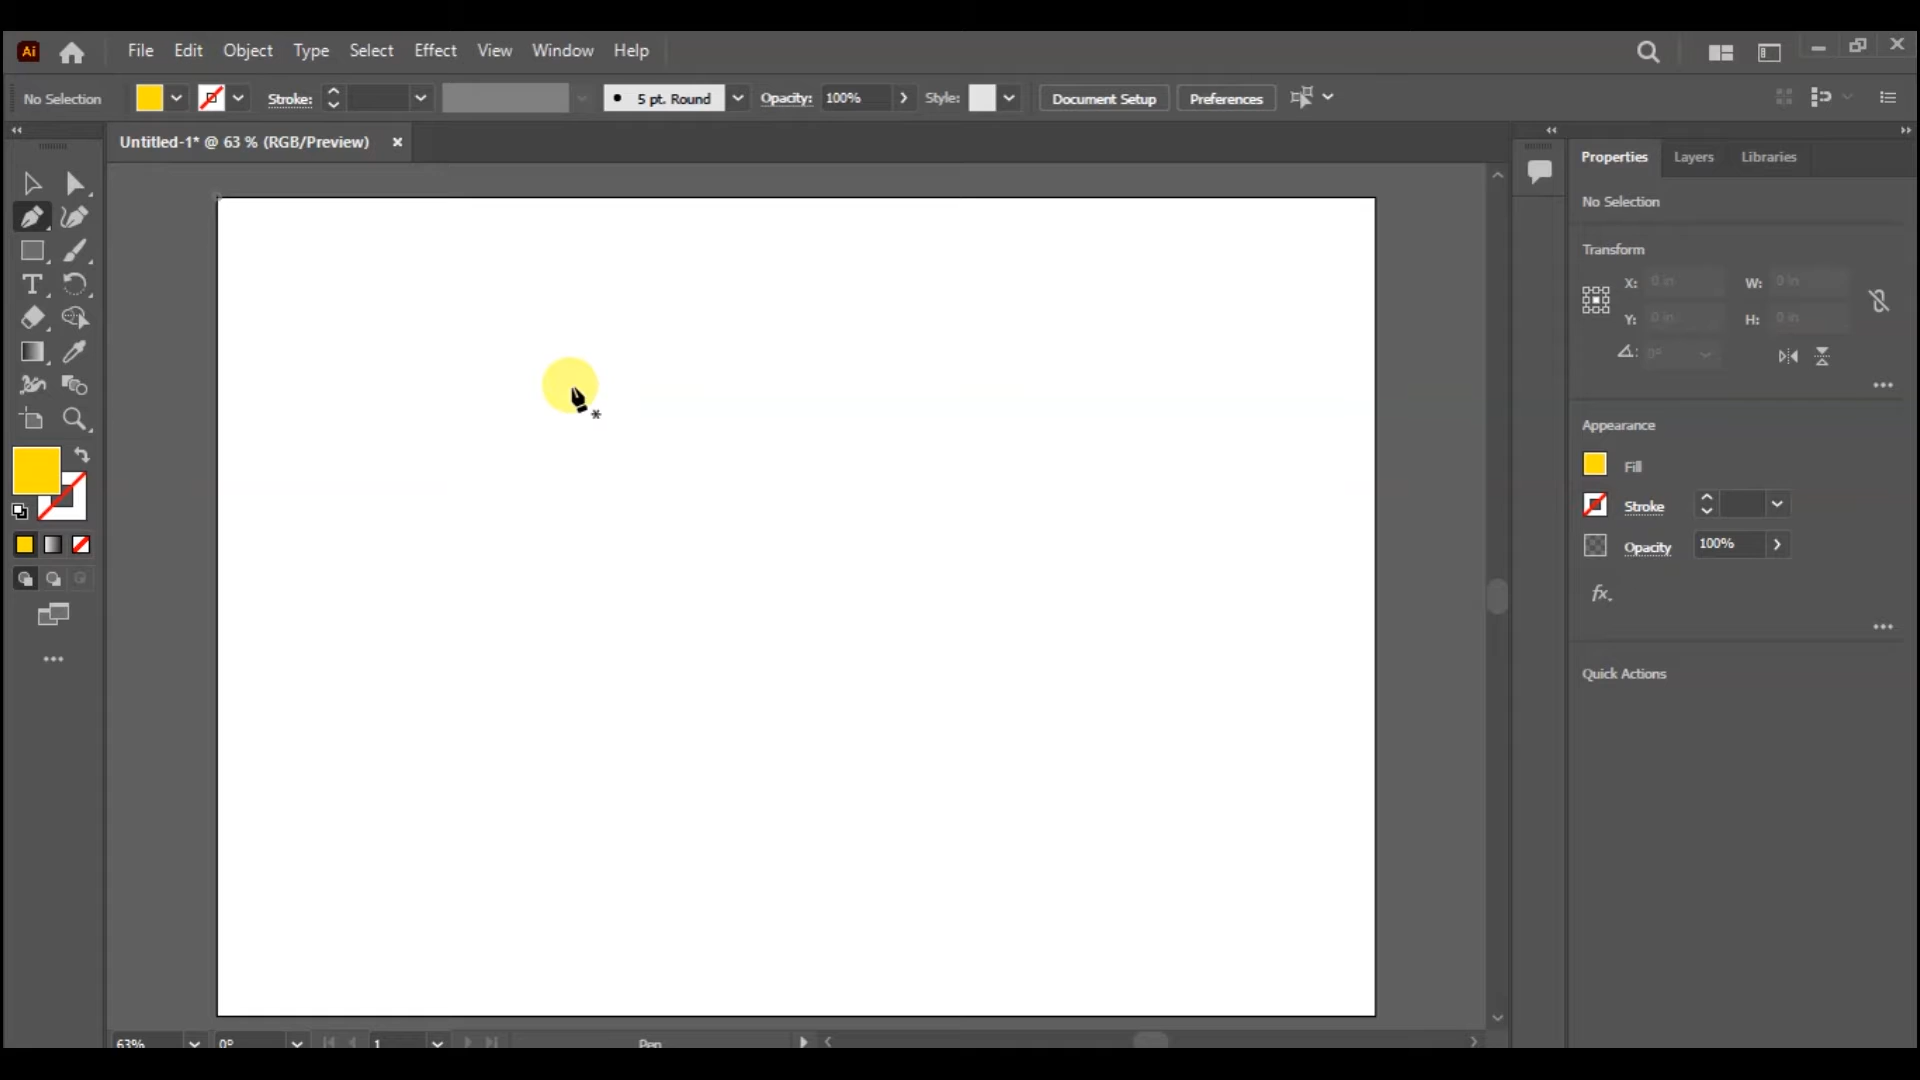 Ai File Edit Object Type Select Effect View Window Help
No Selection Stroke: 5 pt. Round Opacity: 100% Style: Document Setup Preferences
Untitled-1* @ 63 % (RGB/Preview) ×
Properties Layers Libraries
No Selection
Transform
X: 0 in W: 0 in
Y: 0 in H: 0 in
0°
T
Appearance
Fill
Stroke
Opacity 100%
fx.
Quick Actions
63% 0° 1 Pen